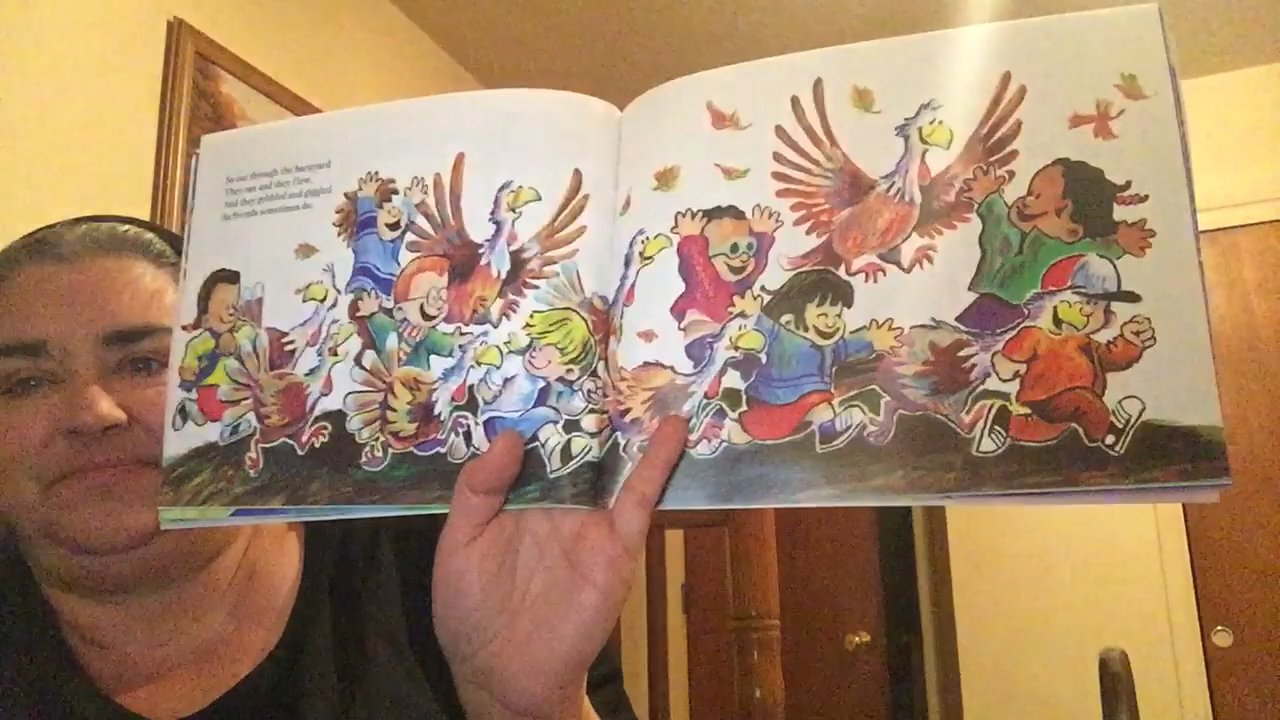 So out through the barnyard
They ran and they flew,
And they gobbled and giggled
As friends sometimes do.